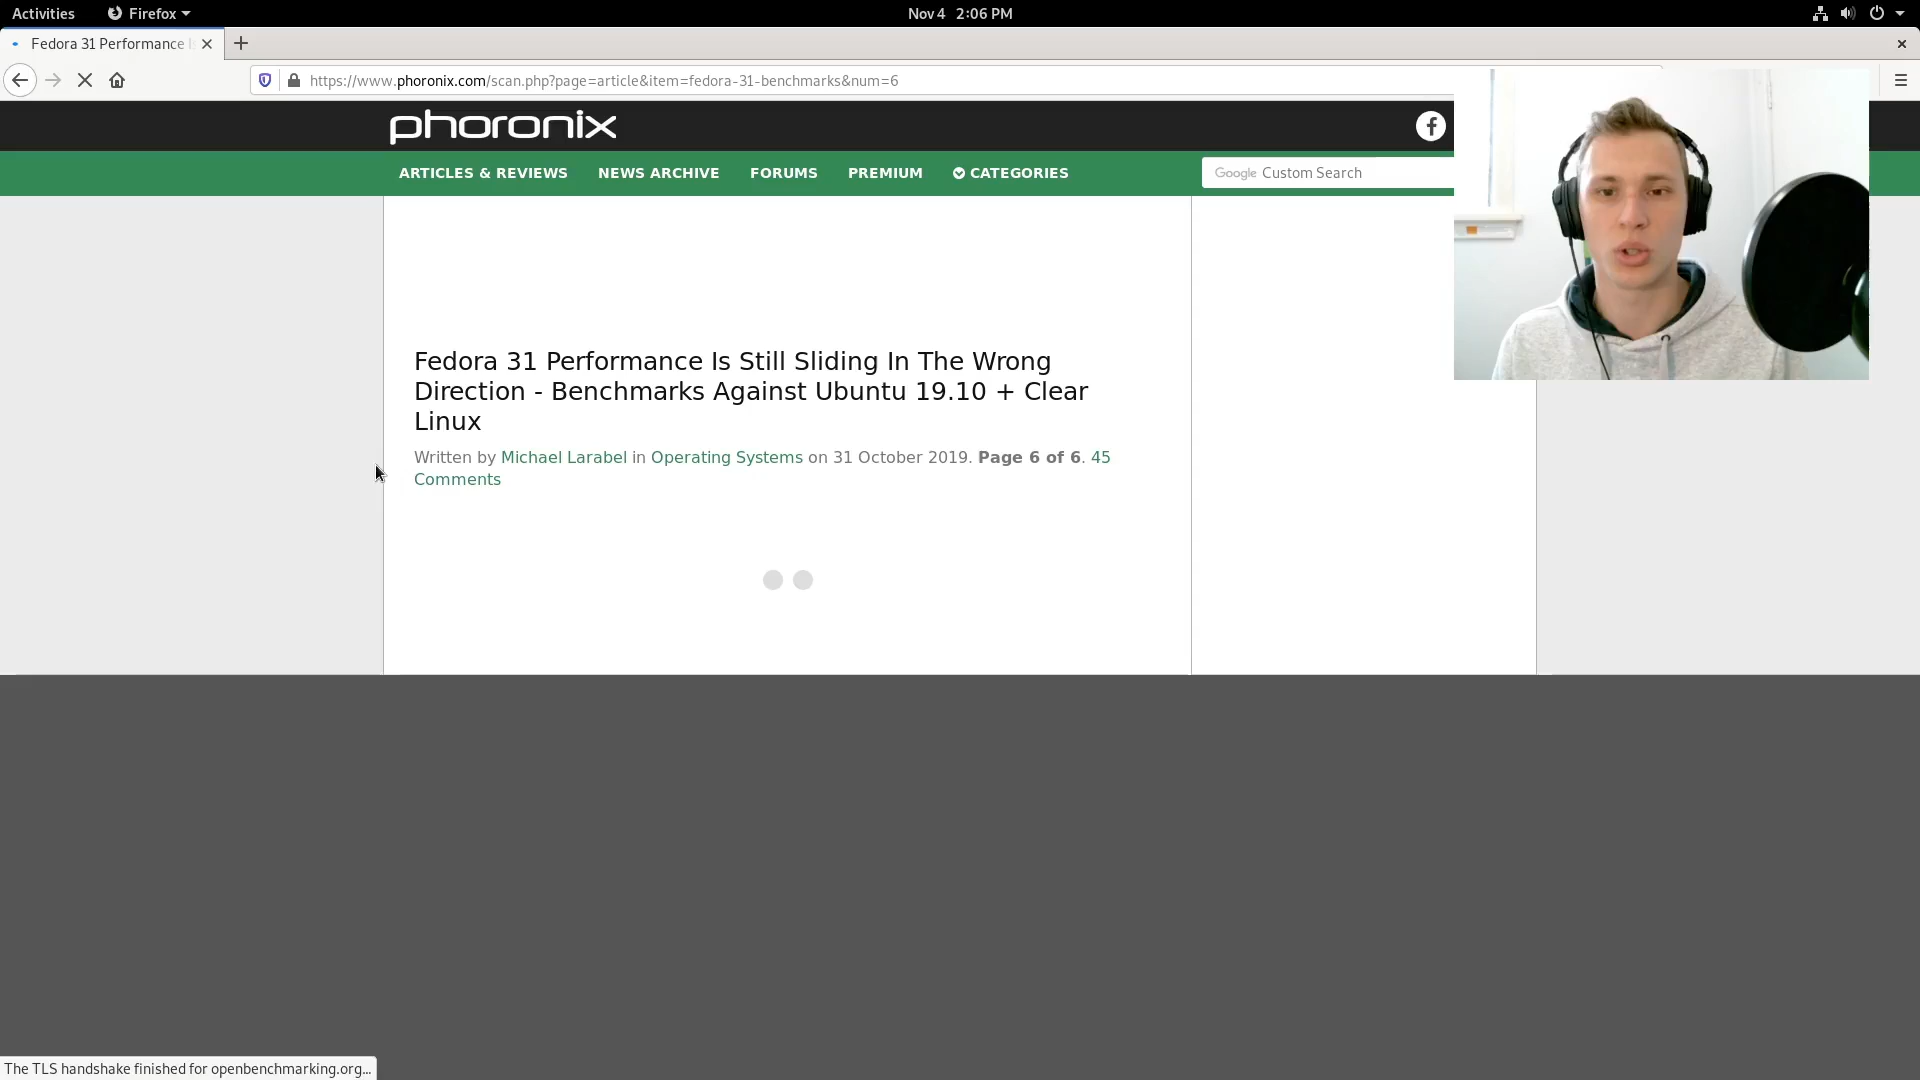 Activities Firefox Nov 4 2:06 PM
Fedora 31 Performance I
https://www.phoronix.com/scan.php?page=article&item=fedora-31-benchmarks&num=6
phoronix
ARTICLES & REVIEWS NEWS ARCHIVE FORUMS PREMIUM CATEGORIES Google Custom Search
Fedora 31 Performance Is Still Sliding In The Wrong
Direction - Benchmarks Against Ubuntu 19.10 + Clear
Linux
Written by Michael Larabel in Operating Systems on 31 October 2019. Page 6 of 6. 45
Comments
The TLS handshake finished for openbenchmarking.org...